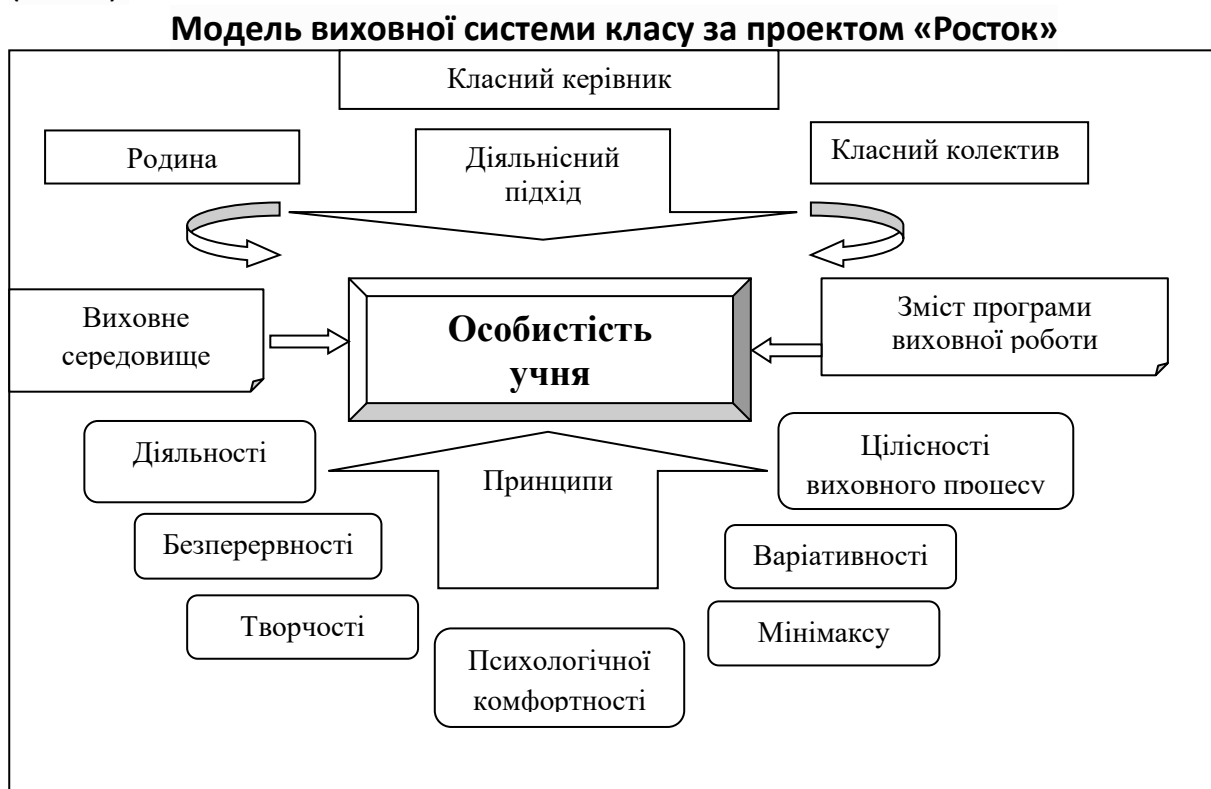 Модель виховної системи класу за проектом «Росток»
Класний керівник
Родина
Діяльнісний
підхід
Класний колектив
Виховне
середовище
Особистість
учня
Зміст програми
виховної роботи
Діяльності
Принципи
Цілісності
виховного процесу
Безперервності
Варіативності
Творчості
Мінімаксу
Психологічної
комфортності